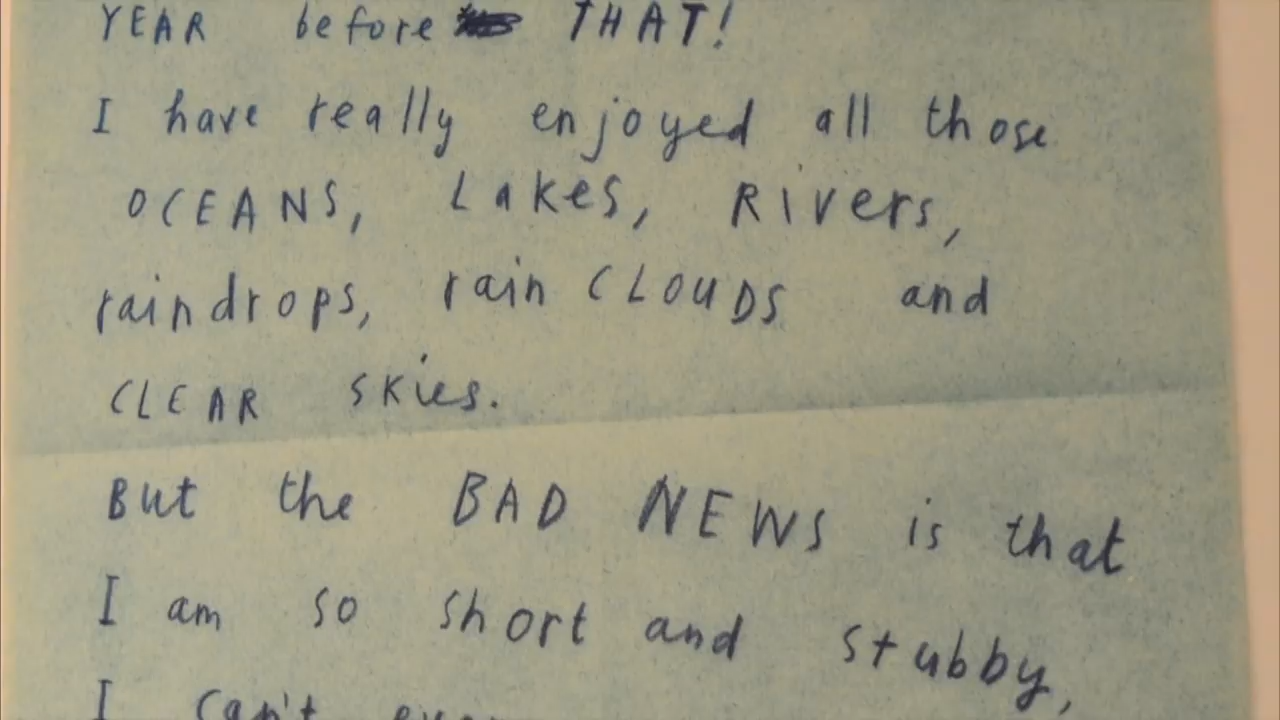 YEAR before THAT!
I have really enjoyed all those
OCEANS, Lakes, Rivers,
raindrops, rain CLOUDS and
CLEAR skies.
But the BAD NEWS is that
I am so short and stubby,
I can't